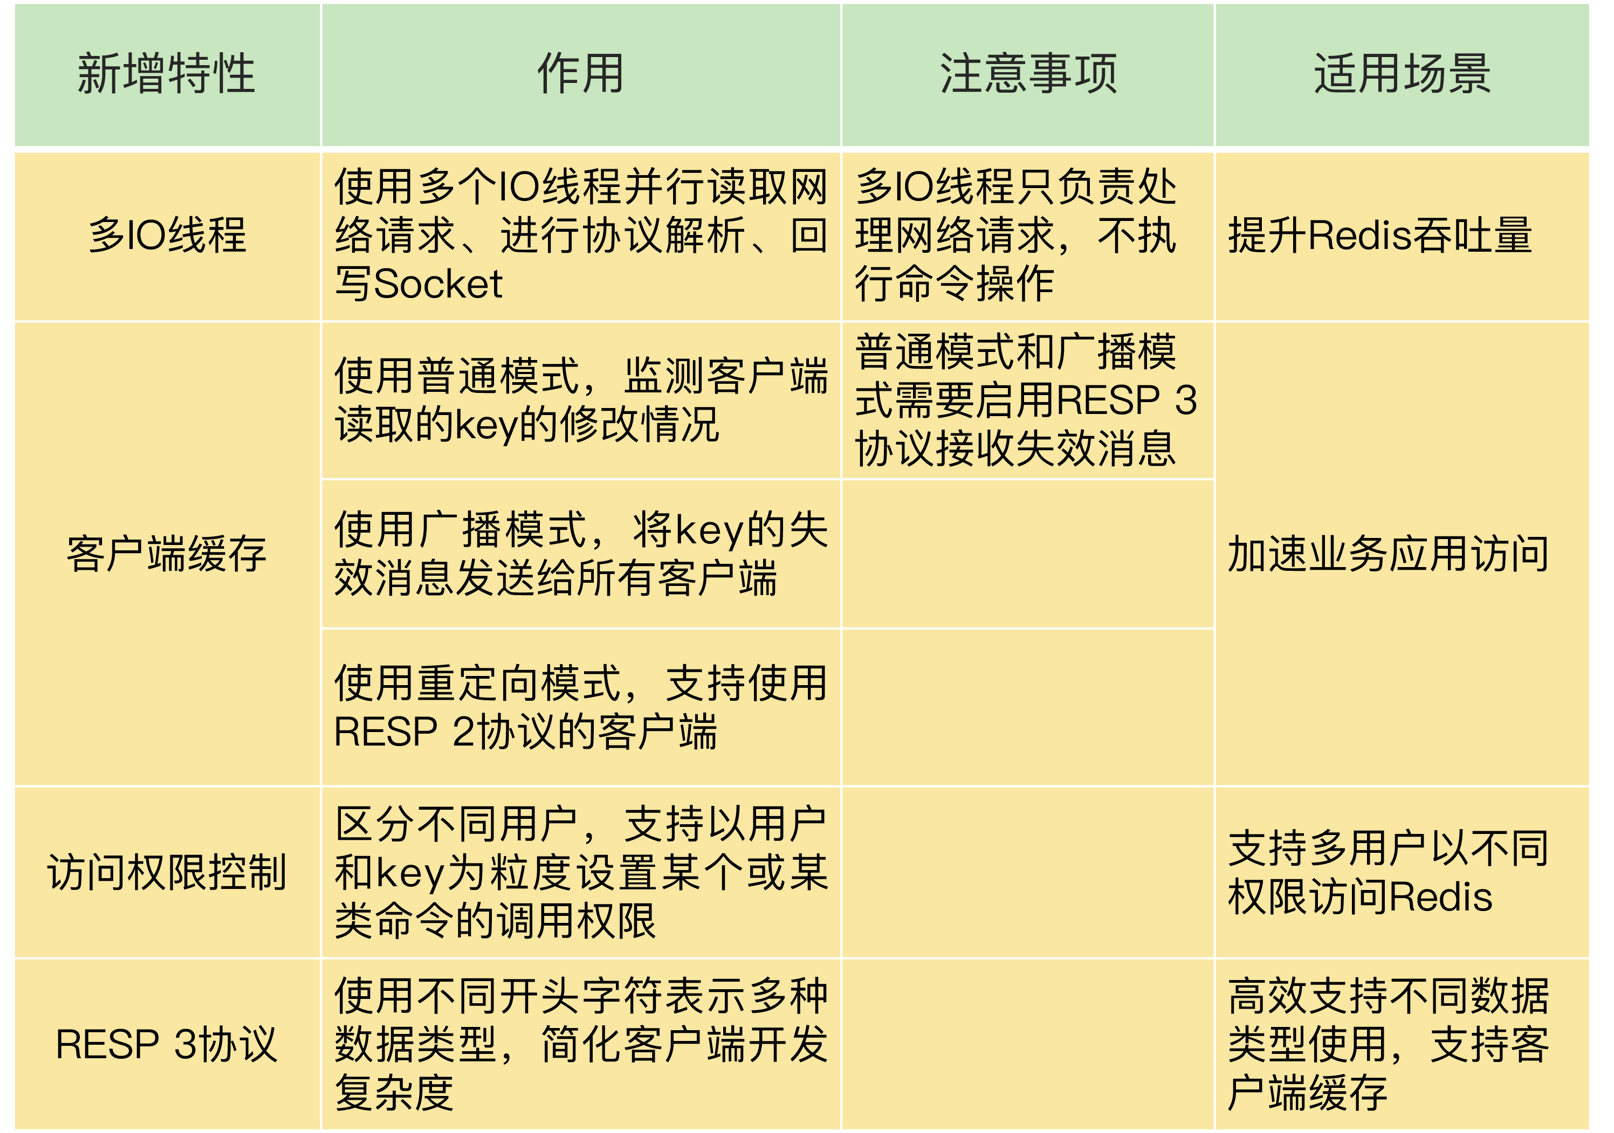 新增特性
作用
注意事项
适用场景
多IO线程
使用多个IO线程并行读取网
络请求、进行协议解析、回
写Socket
多IO线程只负责处
理网络请求，不执
行命令操作
提升Redis吞吐量
客户端缓存
使用普通模式，监测客户端
读取的key的修改情况
普通模式和广播模
式需要启用RESP 3
协议接收失效消息
使用广播模式，将key的失
效消息发送给所有客户端
使用重定向模式，支持使用
RESP 2协议的客户端
加速业务应用访问
访问权限控制
区分不同用户，支持以用户
和key为粒度设置某个或某
类命令的调用权限
支持多用户以不同
权限访问Redis
RESP 3协议
使用不同开头字符表示多种
数据类型，简化客户端开发
复杂度
高效支持不同数据
类型使用，支持客
户端缓存